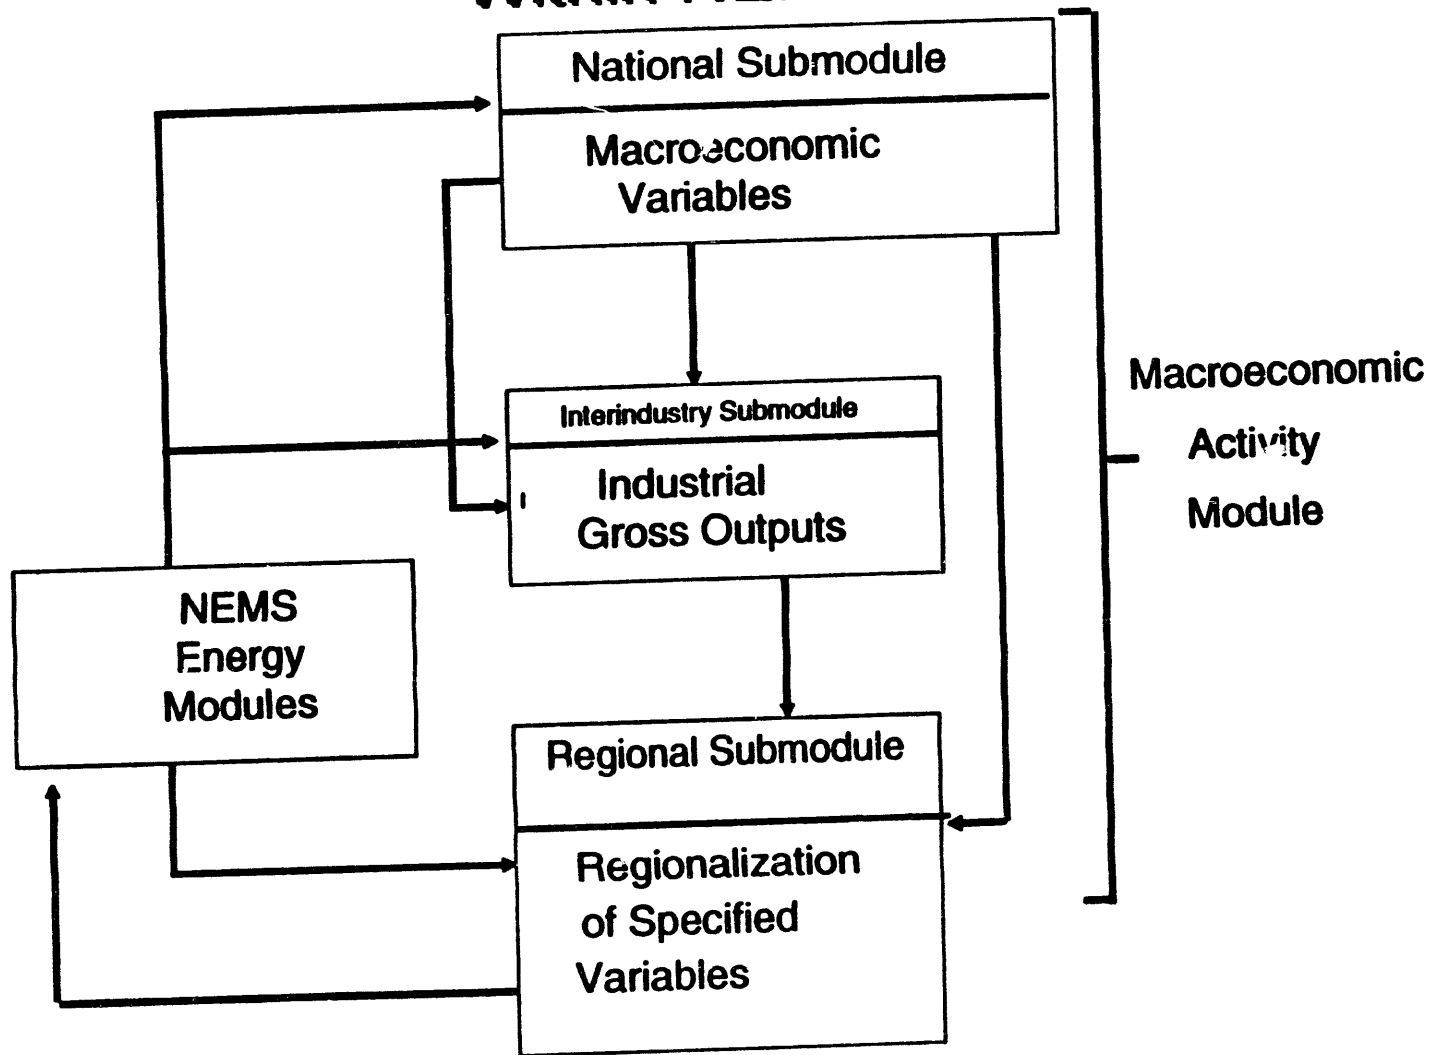 National Submodule
Macroeconomic
Variables
Interindustry Submodule
Industrial
Gross Outputs
NEMS
Energy
Modules
Regional Submodule
Regionalization
of Specified
Variables
Macroeconomic
Activity
Module